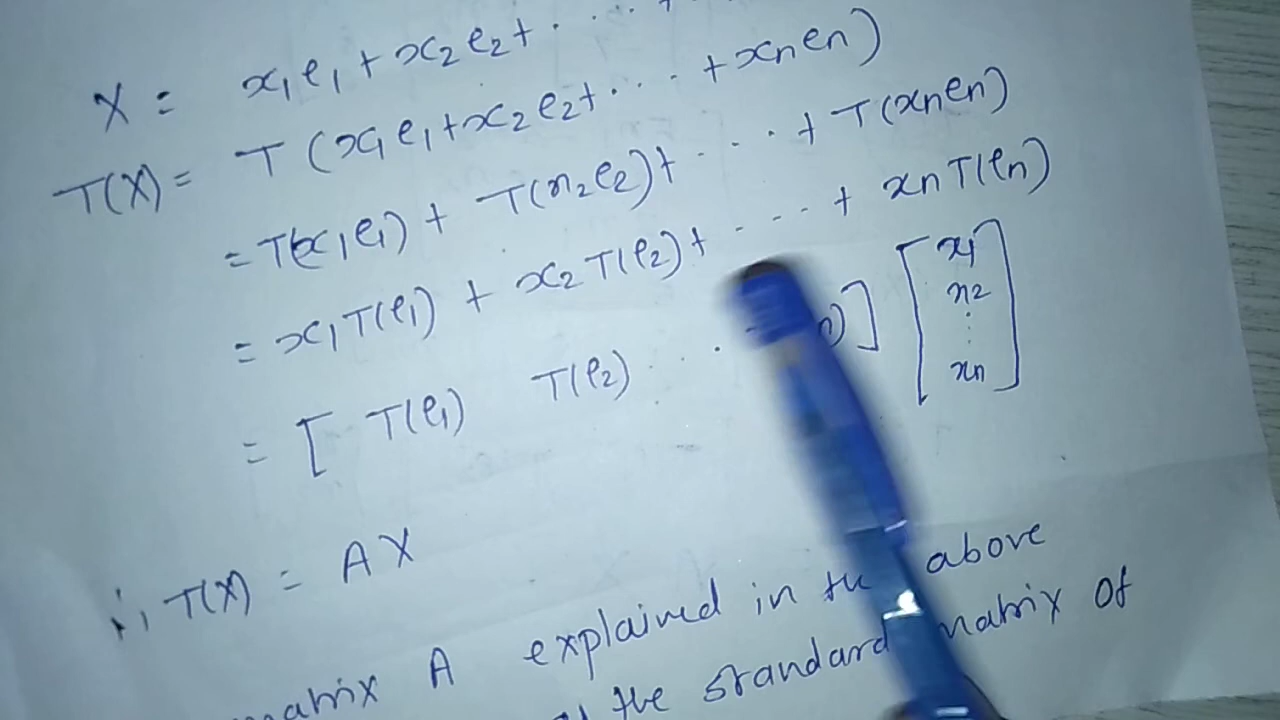 X = x₁e₁ + x₂e₂ + ....
T(X) = T(x₁e₁ + x₂e₂ + ... + xₙeₙ)
= T(x₁e₁) + T(x₂e₂) + ... + T(xₙeₙ)
= x₁T(e₁) + x₂T(e₂) + ... + xₙT(eₙ)
= [ T(e₁) T(e₂) . . ] [ x₁ x₂ ⋮ xₙ ]
∴ T(X) = AX
matrix A explained in the above
the standard matrix of